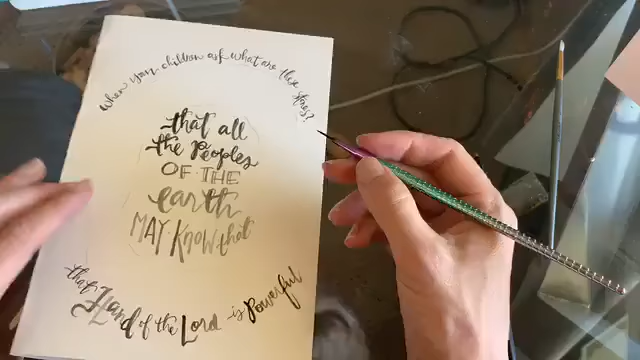 when your children ask what are these stones?
that all
the Peoples
OF THE
earth
MAY KNOW that
that Hand of the Lord is Powerful